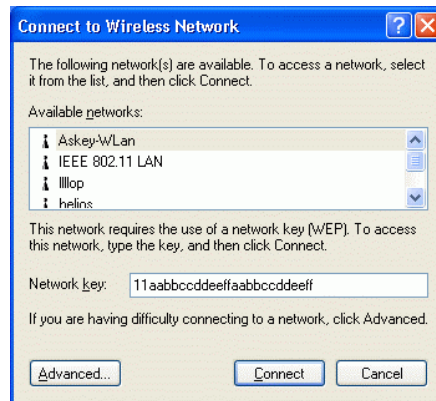 Connect to Wireless Network
The following network(s) are available. To access a network, select
it from the list, and then click Connect.
Available networks:
Askey-WLan
IEEE 802.11 LAN
llllop
helios
This network requires the use of a network key (WEP). To access
this network, type the key, and then click Connect.
Network key: 11aabbccddeeffaabbccddeeff
If you are having difficulty connecting to a network, click Advanced.
Advanced... Connect Cancel